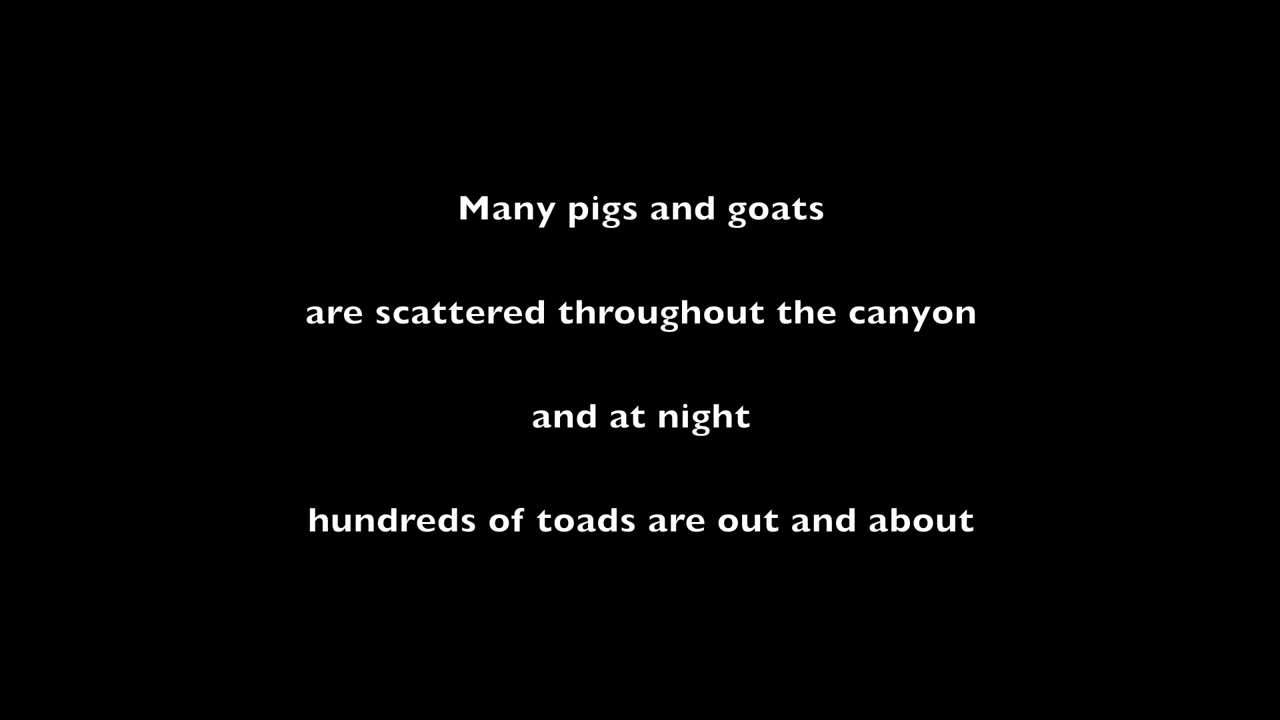 Many pigs and goats
are scattered throughout the canyon
and at night
hundreds of toads are out and about